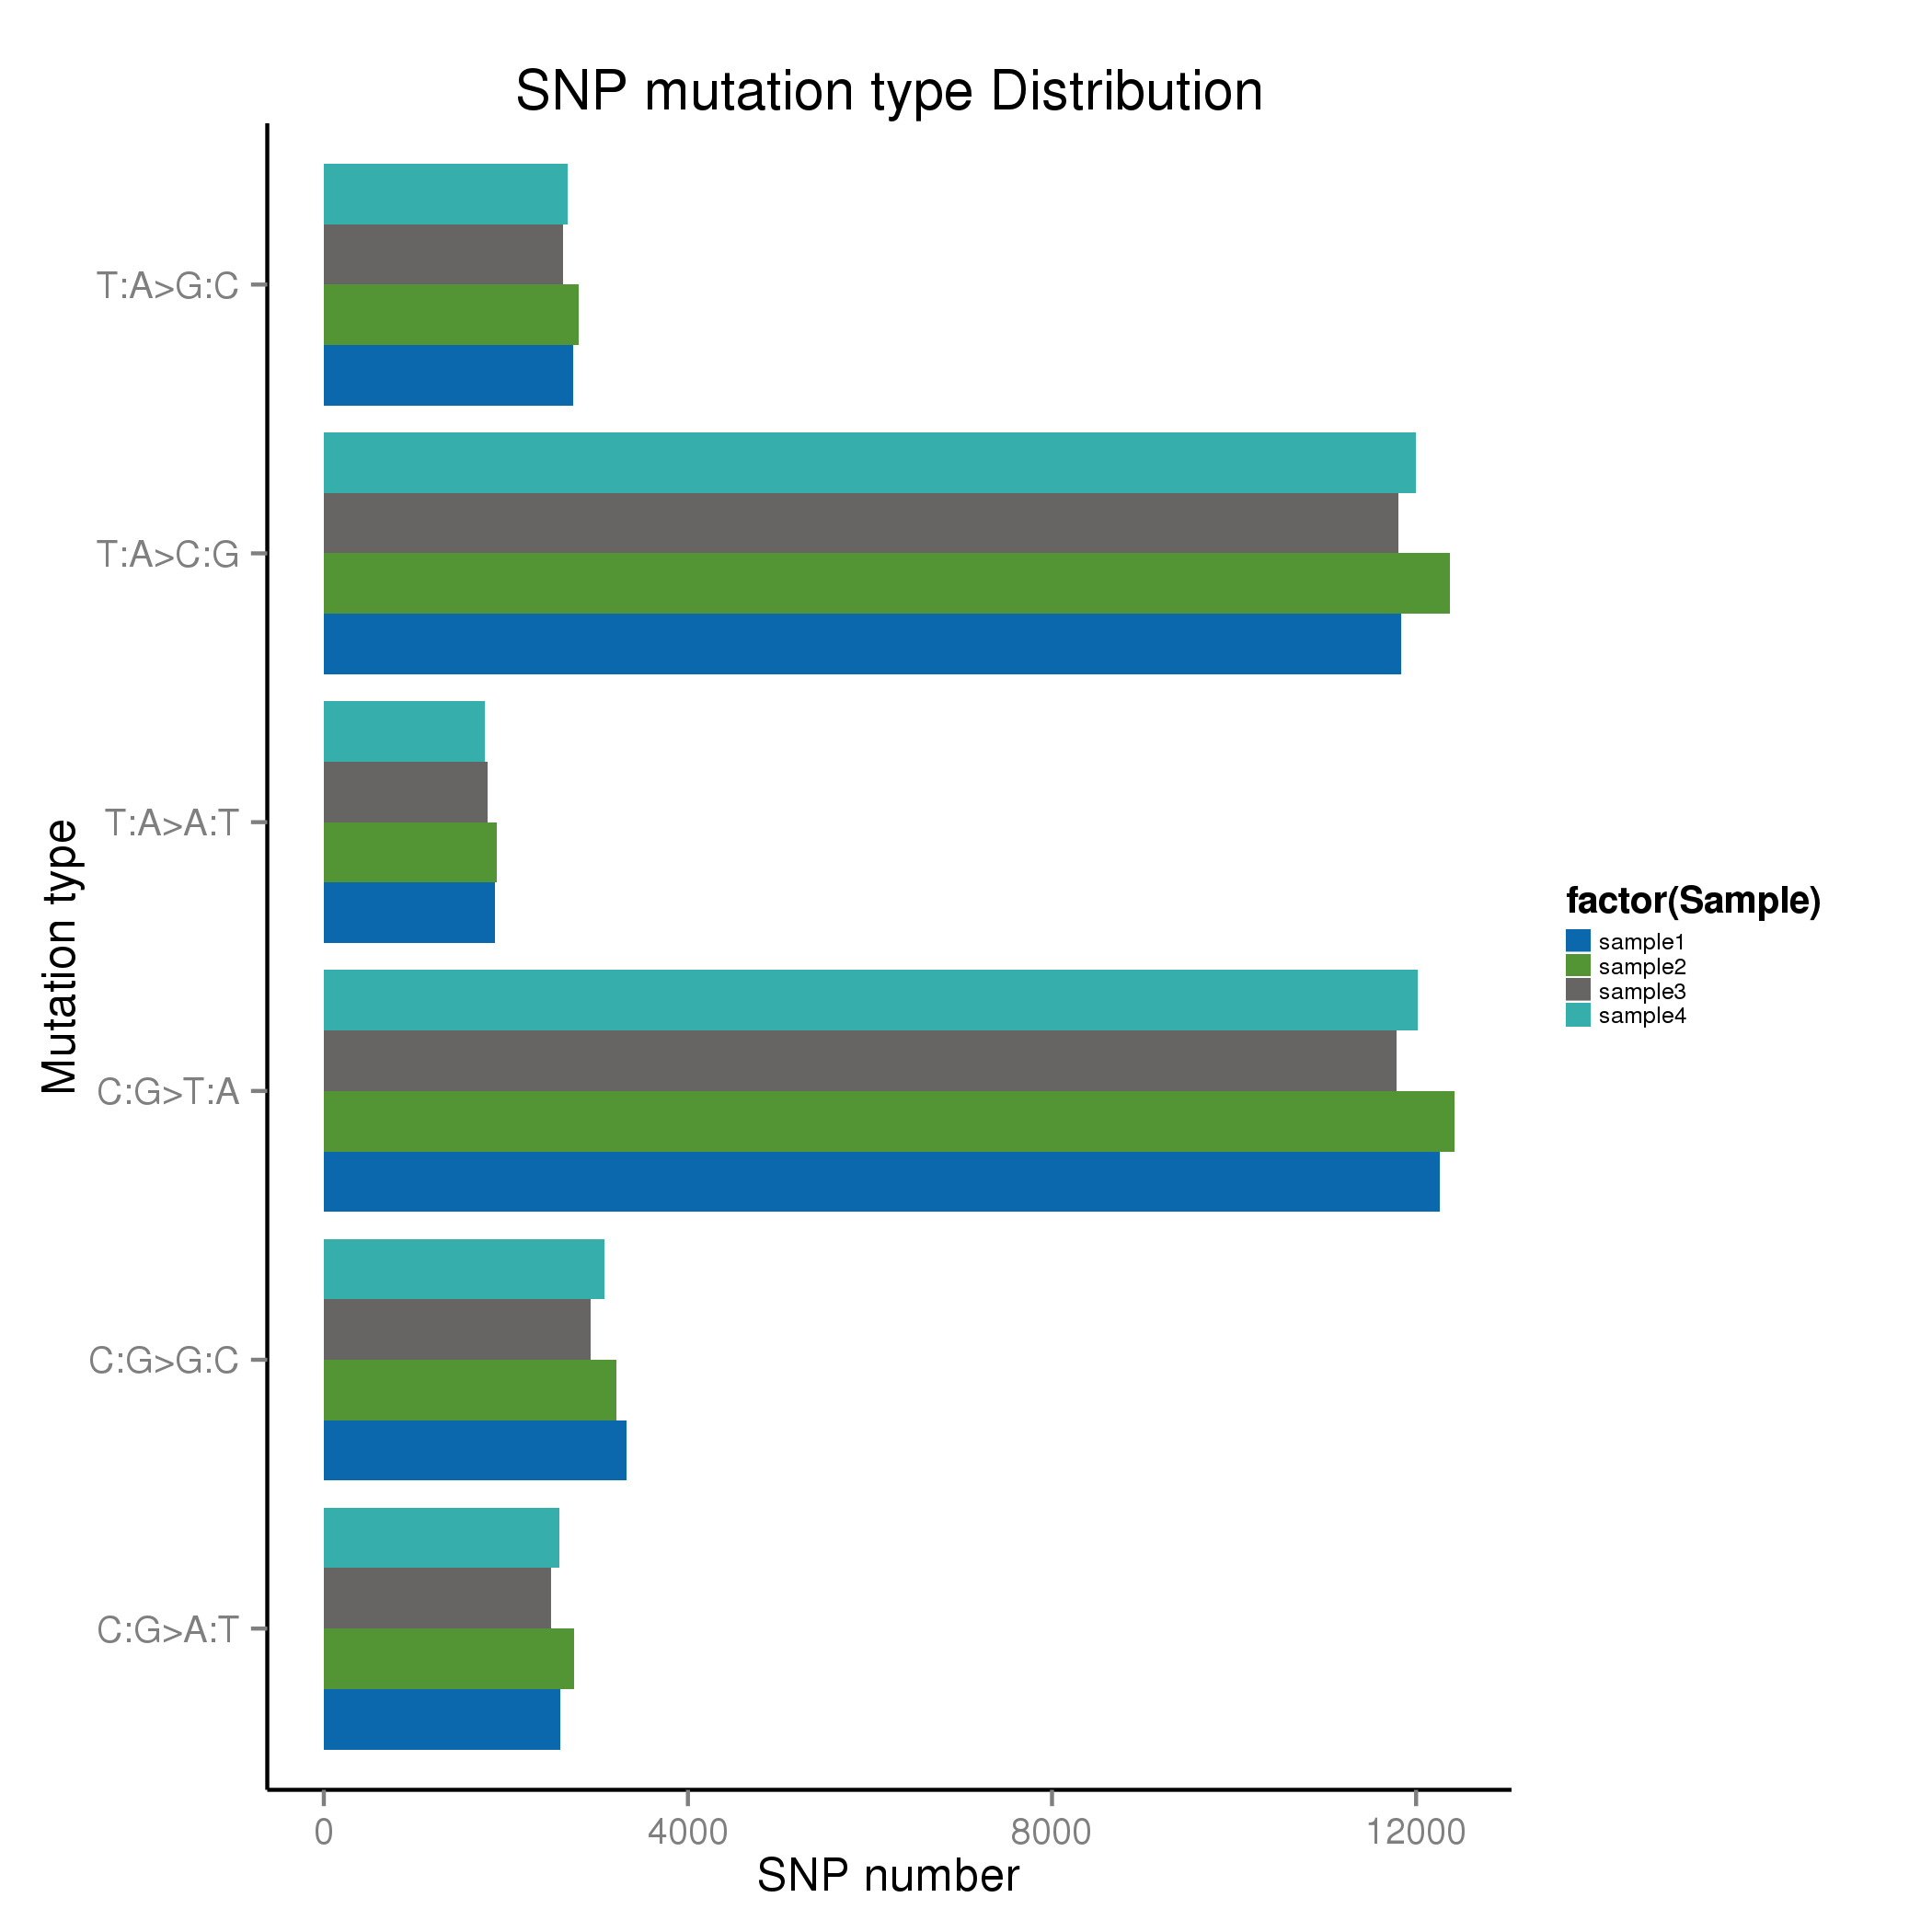 SNP mutation type Distribution
T:A>G:C
T:A>C:G
T:A>A:T
C:G>T:A
C:G>G:C
C:G>A:T
Mutation type
0 4000 8000 12000
SNP number
factor(Sample)
sample1
sample2
sample3
sample4